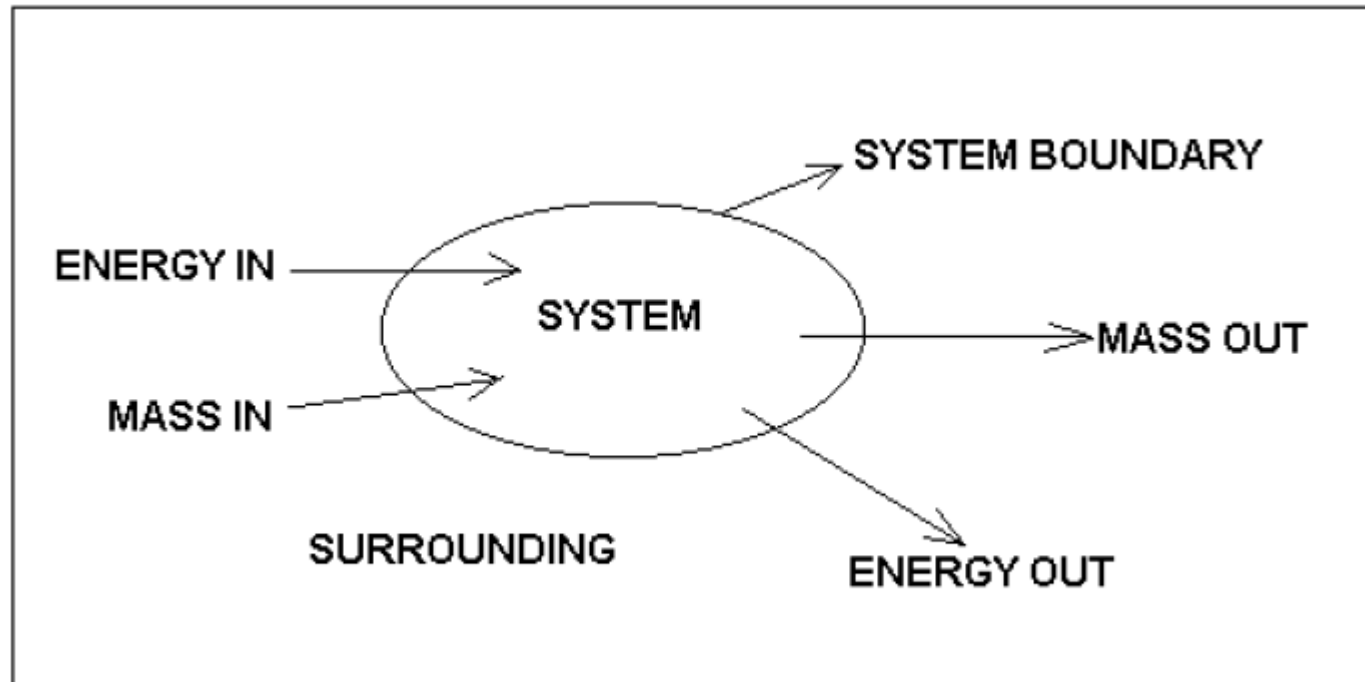 SYSTEM BOUNDARY
ENERGY IN
SYSTEM
MASS OUT
MASS IN
SURROUNDING
ENERGY OUT